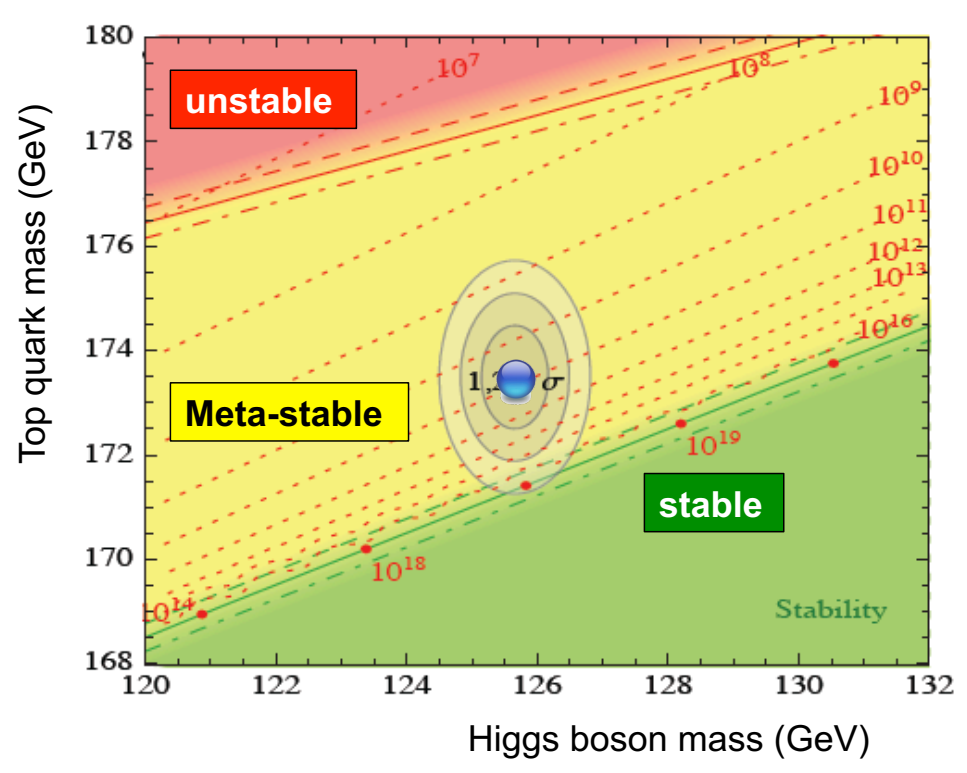 180
178
176
174
172
170
168
Top quark mass (GeV)
unstable
Meta-stable
stable
Stability
10⁷
10⁸
10⁹
10¹⁰
10¹¹
10¹²
10¹³
10¹⁶
10¹⁹
10¹⁸
10¹⁴
1,2 σ
120 122 124 126 128 130 132
Higgs boson mass (GeV)